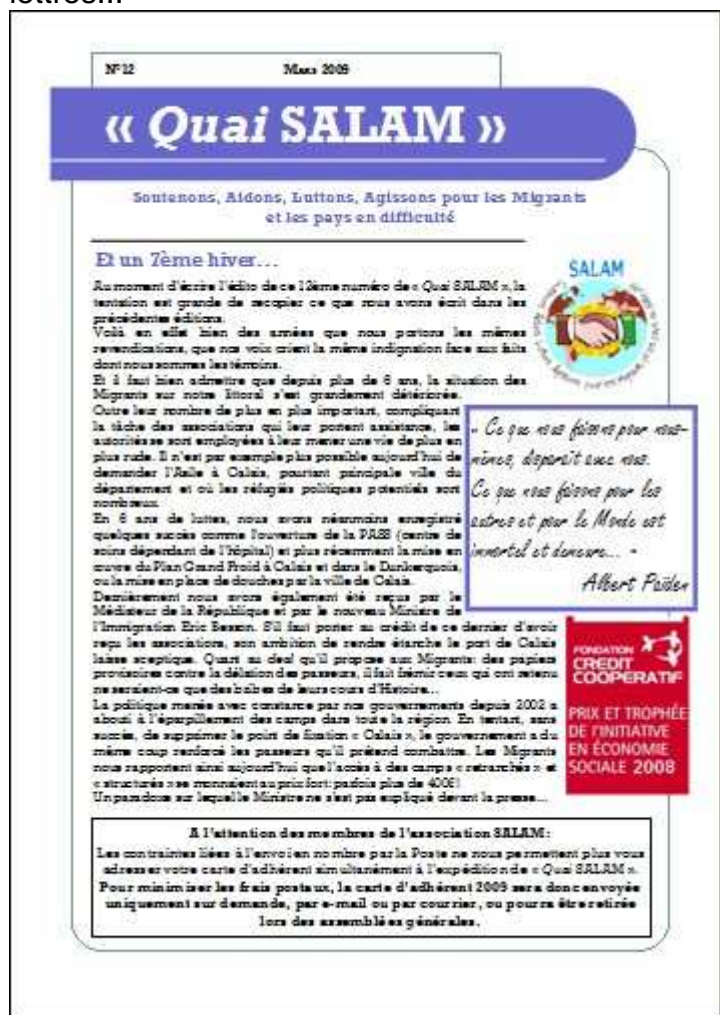 lettres...
N°12 Mars 2009
« Quai SALAM »
Soutenons, Aidons, Luttons, Agissons pour les Migrants
et les pays en difficulté
Et un 7ème hiver...
Au moment d'écrire l'édito de ce 12ème numéro de « Quai SALAM », la
tentation est grande de recopier ce que nous avons écrit dans les
précédentes éditions.
Voilà en effet bien des années que nous portons les mêmes
revendications, que nos voix crient la même indignation face aux faits
dont nous sommes les témoins.
Et il faut bien admettre que depuis plus de 6 ans, la situation des
Migrants sur notre littoral s'est grandement détériorée.
Outre leur nombre de plus en plus important, compliquant
la tâche des associations qui leur portent assistance, les
autorités se sont employées à leur mener une vie de plus en
plus rude. Il n'est par exemple plus possible aujourd'hui de
demander l'Asile à Calais, pourtant principale ville du
département et où les réfugiés politiques potentiels sont
nombreux.
En 6 ans de luttes, nous avons néanmoins enregistré
quelques succès comme l'ouverture de la PASS (centre de
soins dépendant de l'hôpital) et plus récemment la mise en
œuvre du Plan Grand Froid à Calais et dans le Dunkerquois,
ou la mise en place de douches par la ville de Calais.
Dernièrement nous avons également été reçus par le
Médiateur de la République et par le nouveau Ministre de
l'Immigration Eric Besson. S'il faut porter au crédit de ce dernier d'avoir
reçu les associations, son ambition de rendre étanche le port de Calais
laisse sceptique. Quant au deal qu'il propose aux Migrants: des papiers
provisoires contre la délation des passeurs, il fait frémir ceux qui ont retenu
ne seraient-ce que des bribes de leurs cours d'Histoire...
La politique menée avec constance par nos gouvernements depuis 2002 a
abouti à l'éparpillement des camps dans toute la région. En tentant, sans
succès, de supprimer le point de fixation « Calais », le gouvernement a du
même coup renforcé les passeurs qu'il prétend combattre. Les Migrants
nous rapportent ainsi aujourd'hui que l'accès à des camps « retranchés » et
« structurés » se monnaient au prix fort: parfois plus de 400€!
Un paradoxe sur lequel le Ministre ne s'est pas expliqué devant la presse...
SALAM
« Ce que nous faisons pour nous-
mêmes, disparaît avec nous.
Ce que nous faisons pour les
autres et pour le Monde est
immortel et demeure... »
Albert Païden
FONDATION
CREDIT
COOPERATIF
PRIX ET TROPHÉE
DE L'INITIATIVE
EN ÉCONOMIE
SOCIALE 2008
A l'attention des membres de l'association SALAM:
Les contraintes liées à l'envoi en nombre par la Poste ne nous permettent plus vous
adresser votre carte d'adhérent simultanément à l'expédition de « Quai SALAM ».
Pour minimiser les frais postaux, la carte d'adhérent 2009 sera donc envoyée
uniquement sur demande, par e-mail ou par courrier, ou pourra être retirée
lors des assemblées générales.